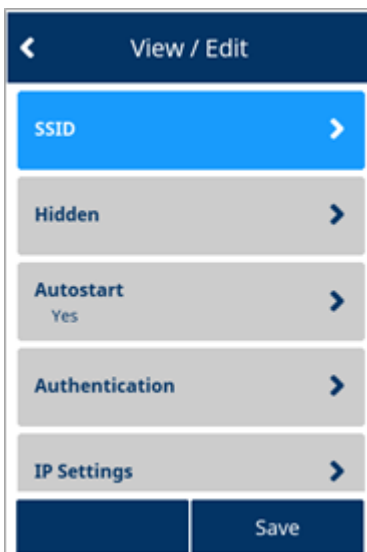 View / Edit
SSID
Hidden
Autostart
Yes
Authentication
IP Settings
Save